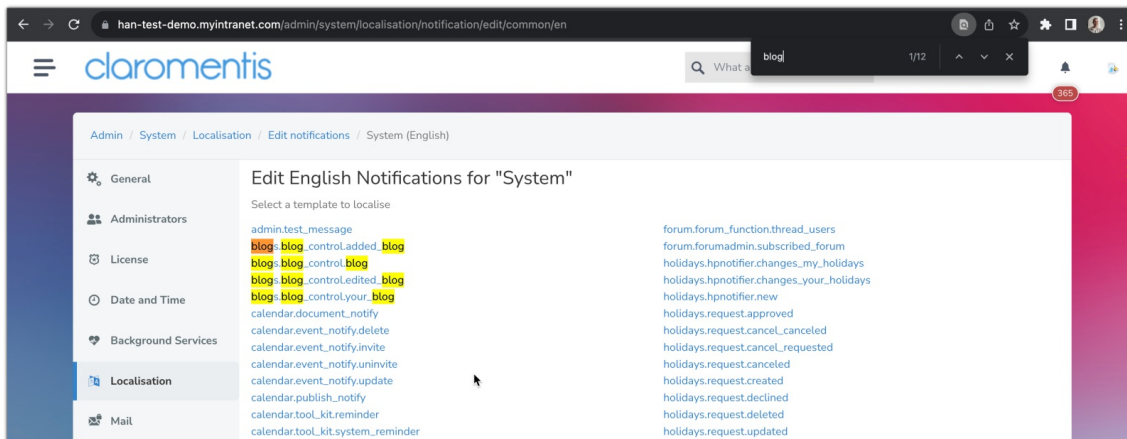 han-test-demo.myintranet.com/admin/system/localisation/notification/edit/common/en
blog 1/12
claromentis
What a
365
Admin / System / Localisation / Edit notifications / System (English)
General
Administrators
License
Date and Time
Background Services
Localisation
Mail
Edit English Notifications for "System"
Select a template to localise
admin.test_message
blogs.blog_control.added_blog
blogs.blog_control.blog
blogs.blog_control.edited_blog
blogs.blog_control.your_blog
calendar.document_notify
calendar.event_notify.delete
calendar.event_notify.invite
calendar.event_notify.uninvite
calendar.event_notify.update
calendar.publish_notify
calendar.tool_kit.reminder
calendar.tool_kit.system_reminder
forum.forum_function.thread_users
forum.forumadmin.subscribed_forum
holidays.hpnotifier.changes_my_holidays
holidays.hpnotifier.changes_your_holidays
holidays.hpnotifier.new
holidays.request.approved
holidays.request.cancel_canceled
holidays.request.cancel_requested
holidays.request.canceled
holidays.request.created
holidays.request.declined
holidays.request.deleted
holidays.request.updated